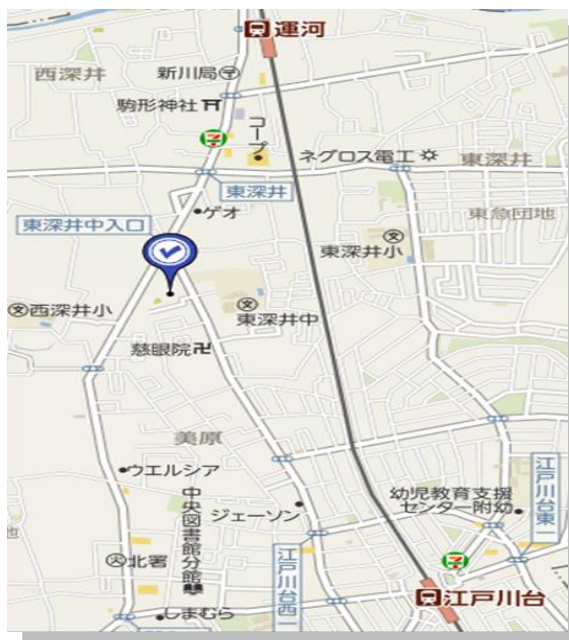 運河
西深井
新川局
駒形神社
コープ
ネグロス電工
東深井
東深井
ゲオ
東急団地
東深井中入口
東深井小
西深井小
東深井中
慈眼院
美原
ウエルシア
中央図書館分館
ジェーソン
幼児教育支援
センター附幼
江戸川台東一
北署
江戸川台西一
しまむら
江戸川台